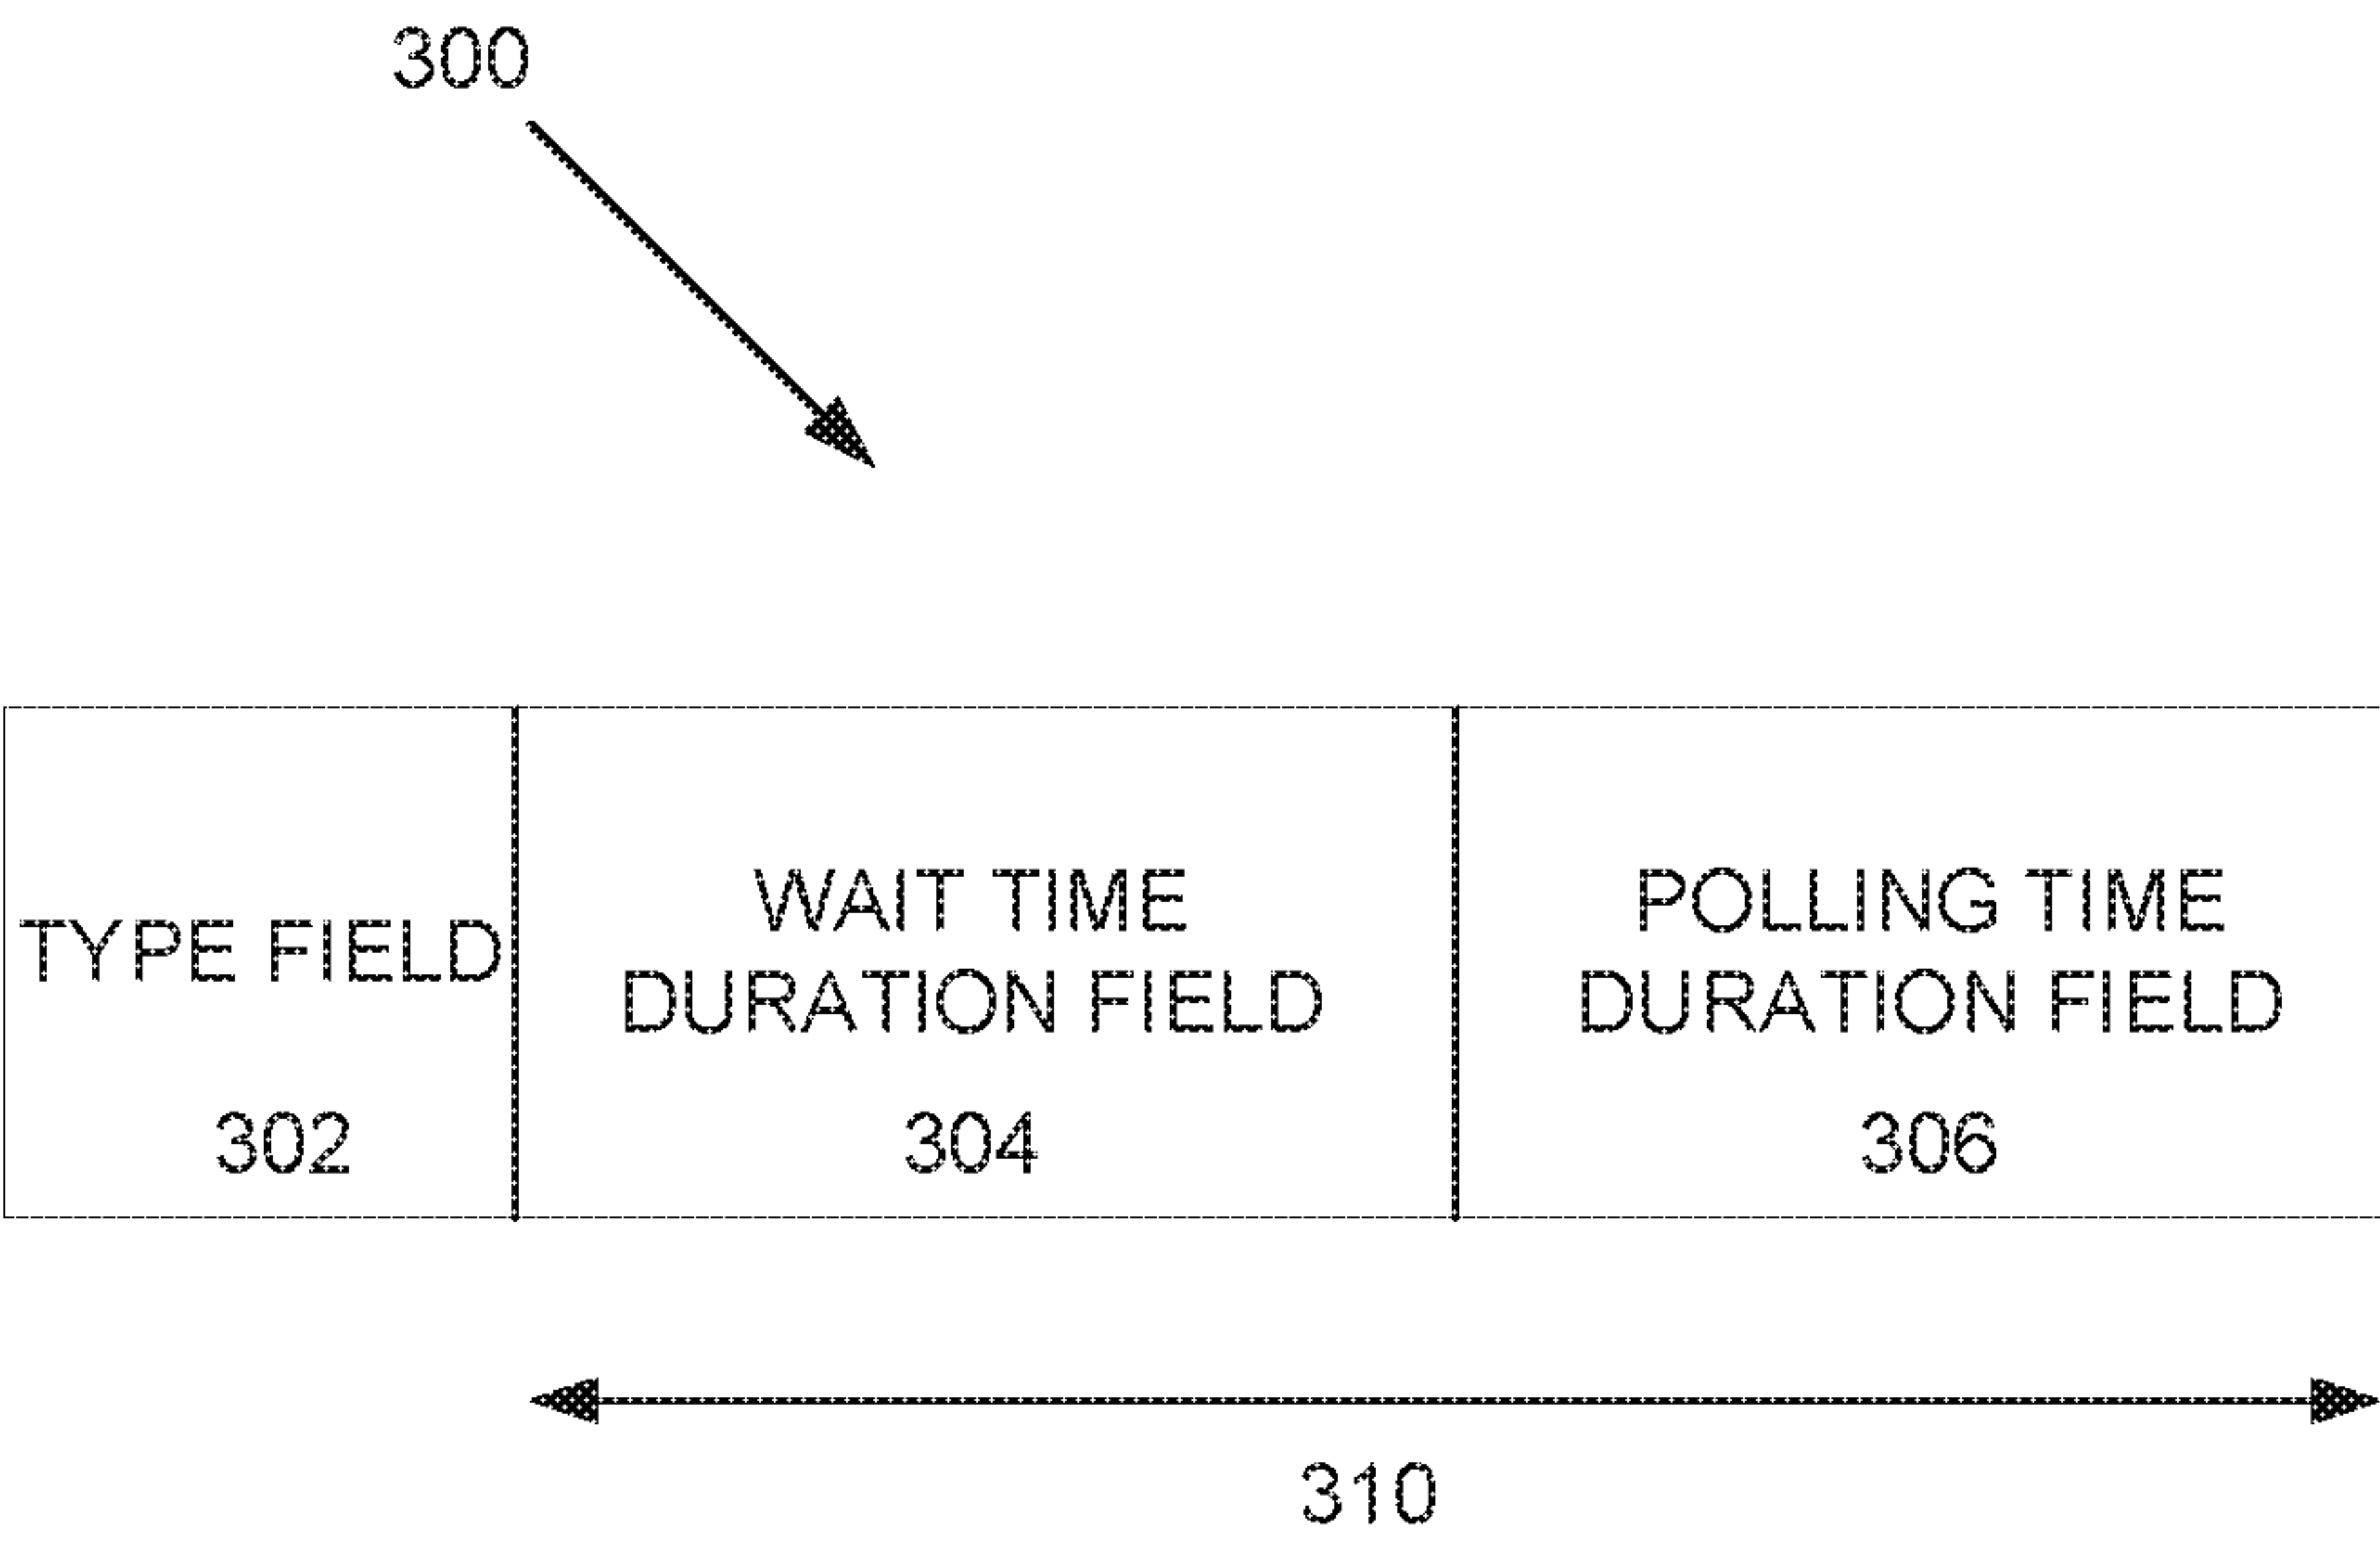 300
TYPE FIELD
302
WAIT TIME
DURATION FIELD
304
POLLING TIME
DURATION FIELD
306
310